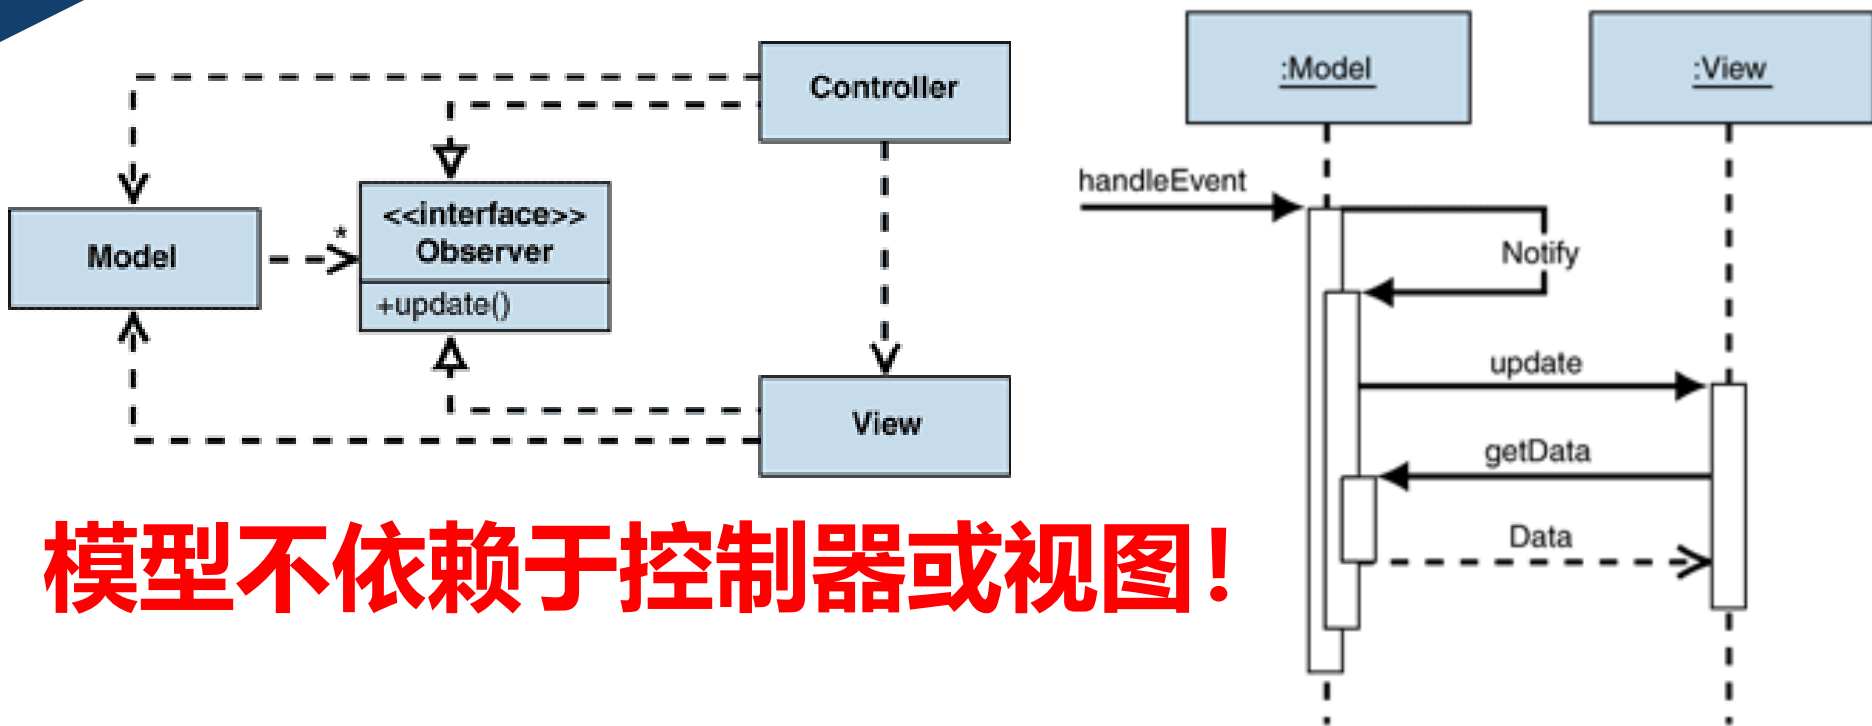 Controller
Model
*
<<interface>>
Observer
+update()
View
模型不依赖于控制器或视图！
:Model
:View
handleEvent
Notify
update
getData
Data